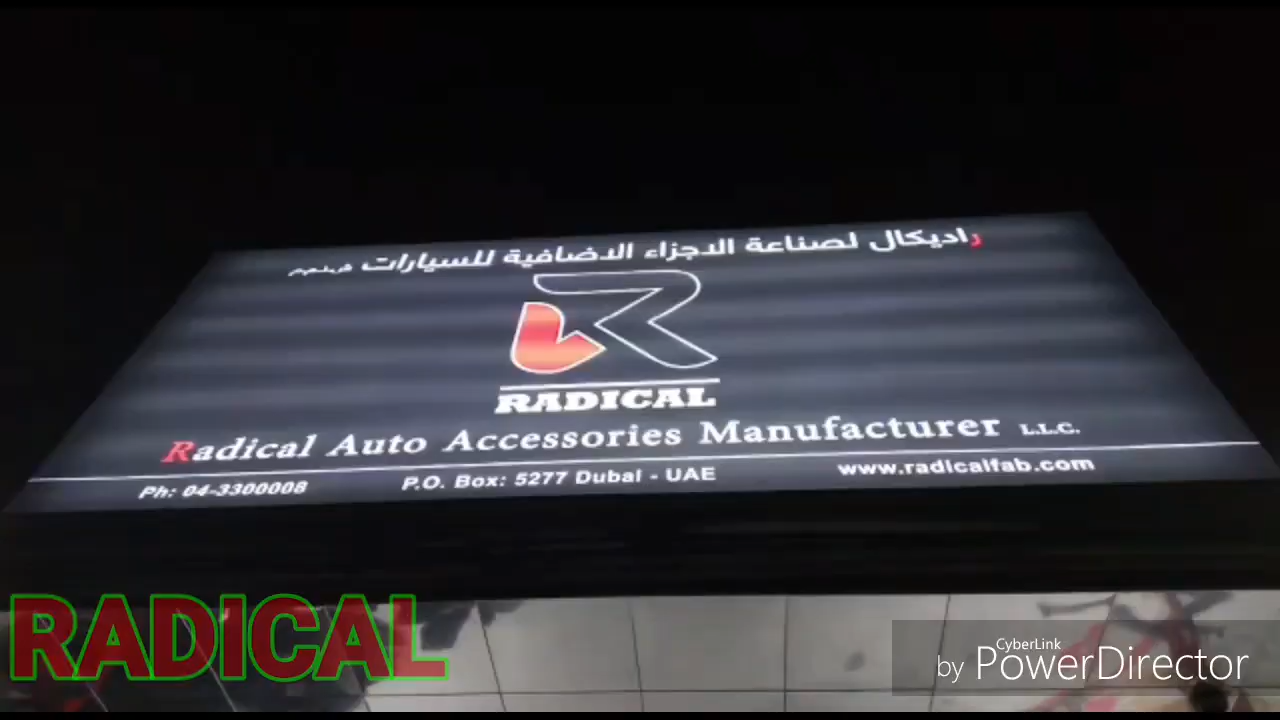 راديكال لصناعة الاجزاء الاضافية للسيارات ش.ذ.م.م
RADICAL
Radical Auto Accessories Manufacturer L.L.C.
Ph: 04-3300008 P.O. Box: 5277 Dubai - UAE www.radicalfab.com
RADICAL
CyberLink
by PowerDirector